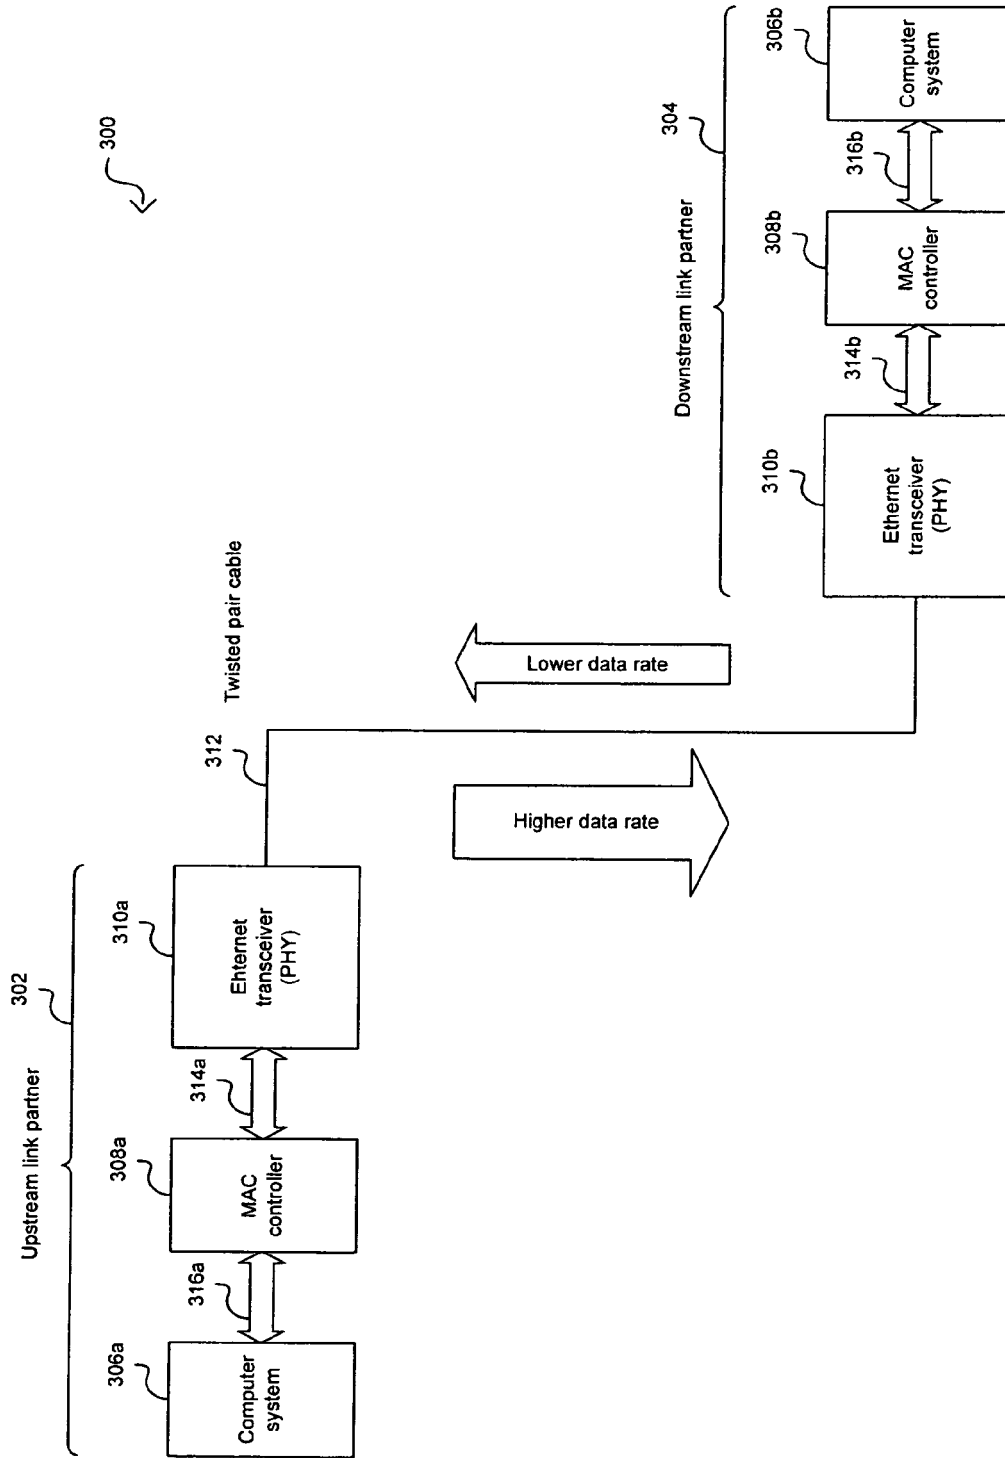 300
Upstream link partner
302
306a
316a
308a
314a
310a
Computer
system
MAC
controller
Ehternet
transceiver
(PHY)
312
Twisted pair cable
Higher data rate
Lower data rate
Downstream link partner
304
310b
314b
308b
316b
306b
Ethernet
transceiver
(PHY)
MAC
controller
Computer
system